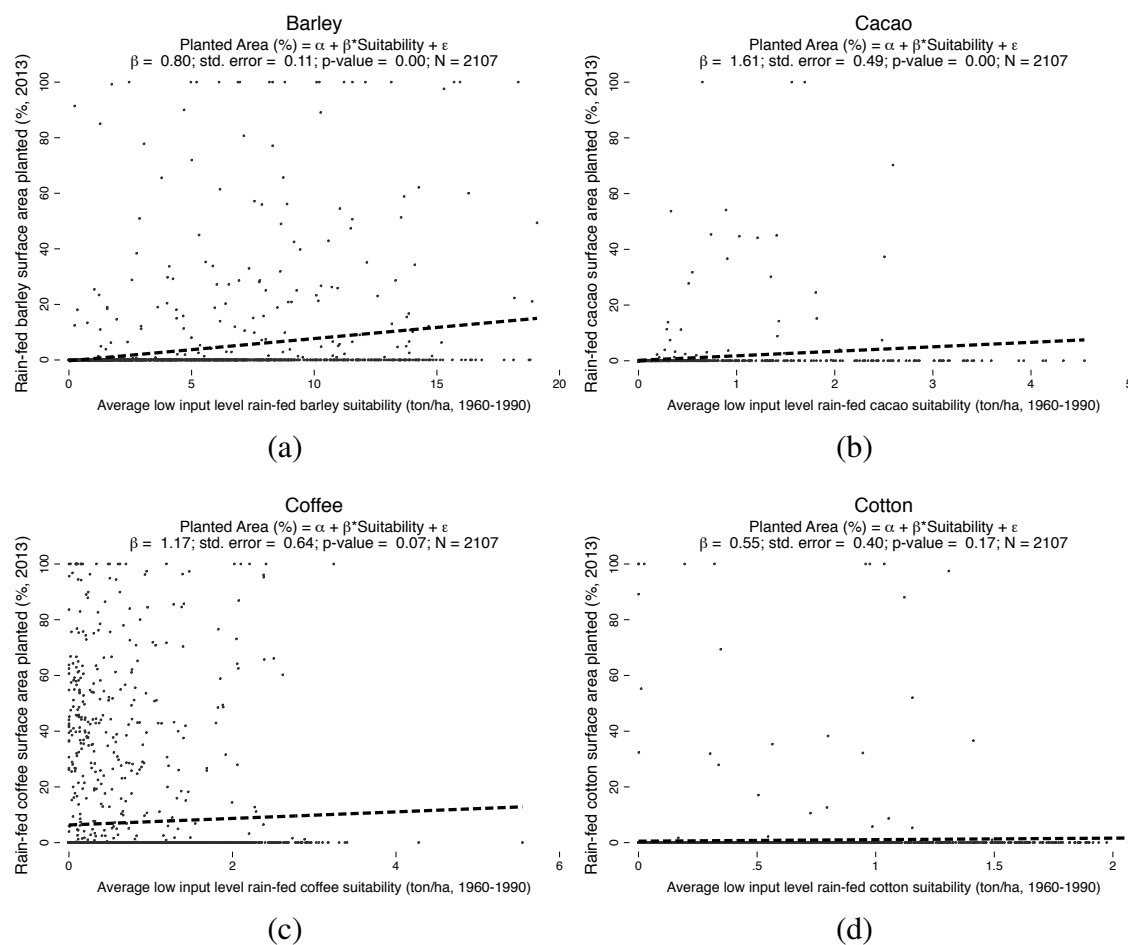 Barley
Planted Area (%) = α + β*Suitability + ε
β = 0.80; std. error = 0.11; p-value = 0.00; N = 2107
Rain-fed barley surface area planted (%, 2013)
100
80
60
40
20
0
0 5 10 15 20
Average low input level rain-fed barley suitability (ton/ha, 1960-1990)
(a)
Cacao
Planted Area (%) = α + β*Suitability + ε
β = 1.61; std. error = 0.49; p-value = 0.00; N = 2107
Rain-fed cacao surface area planted (%, 2013)
100
80
60
40
20
0
0 1 2 3 4 5
Average low input level rain-fed cacao suitability (ton/ha, 1960-1990)
(b)
Coffee
Planted Area (%) = α + β*Suitability + ε
β = 1.17; std. error = 0.64; p-value = 0.07; N = 2107
Rain-fed coffee surface area planted (%, 2013)
100
80
60
40
20
0
0 2 4 6
Average low input level rain-fed coffee suitability (ton/ha, 1960-1990)
(c)
Cotton
Planted Area (%) = α + β*Suitability + ε
β = 0.55; std. error = 0.40; p-value = 0.17; N = 2107
Rain-fed cotton surface area planted (%, 2013)
100
80
60
40
20
0
0 .5 1 1.5 2
Average low input level rain-fed cotton suitability (ton/ha, 1960-1990)
(d)